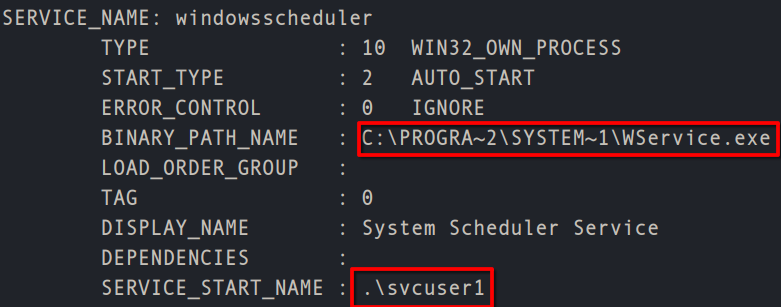 SERVICE_NAME: windowsscheduler
TYPE : 10 WIN32_OWN_PROCESS
START_TYPE : 2 AUTO_START
ERROR_CONTROL : 0 IGNORE
BINARY_PATH_NAME : C:\PROGRA~2\SYSTEM~1\WService.exe
LOAD_ORDER_GROUP :
TAG : 0
DISPLAY_NAME : System Scheduler Service
DEPENDENCIES :
SERVICE_START_NAME : .\svcuser1